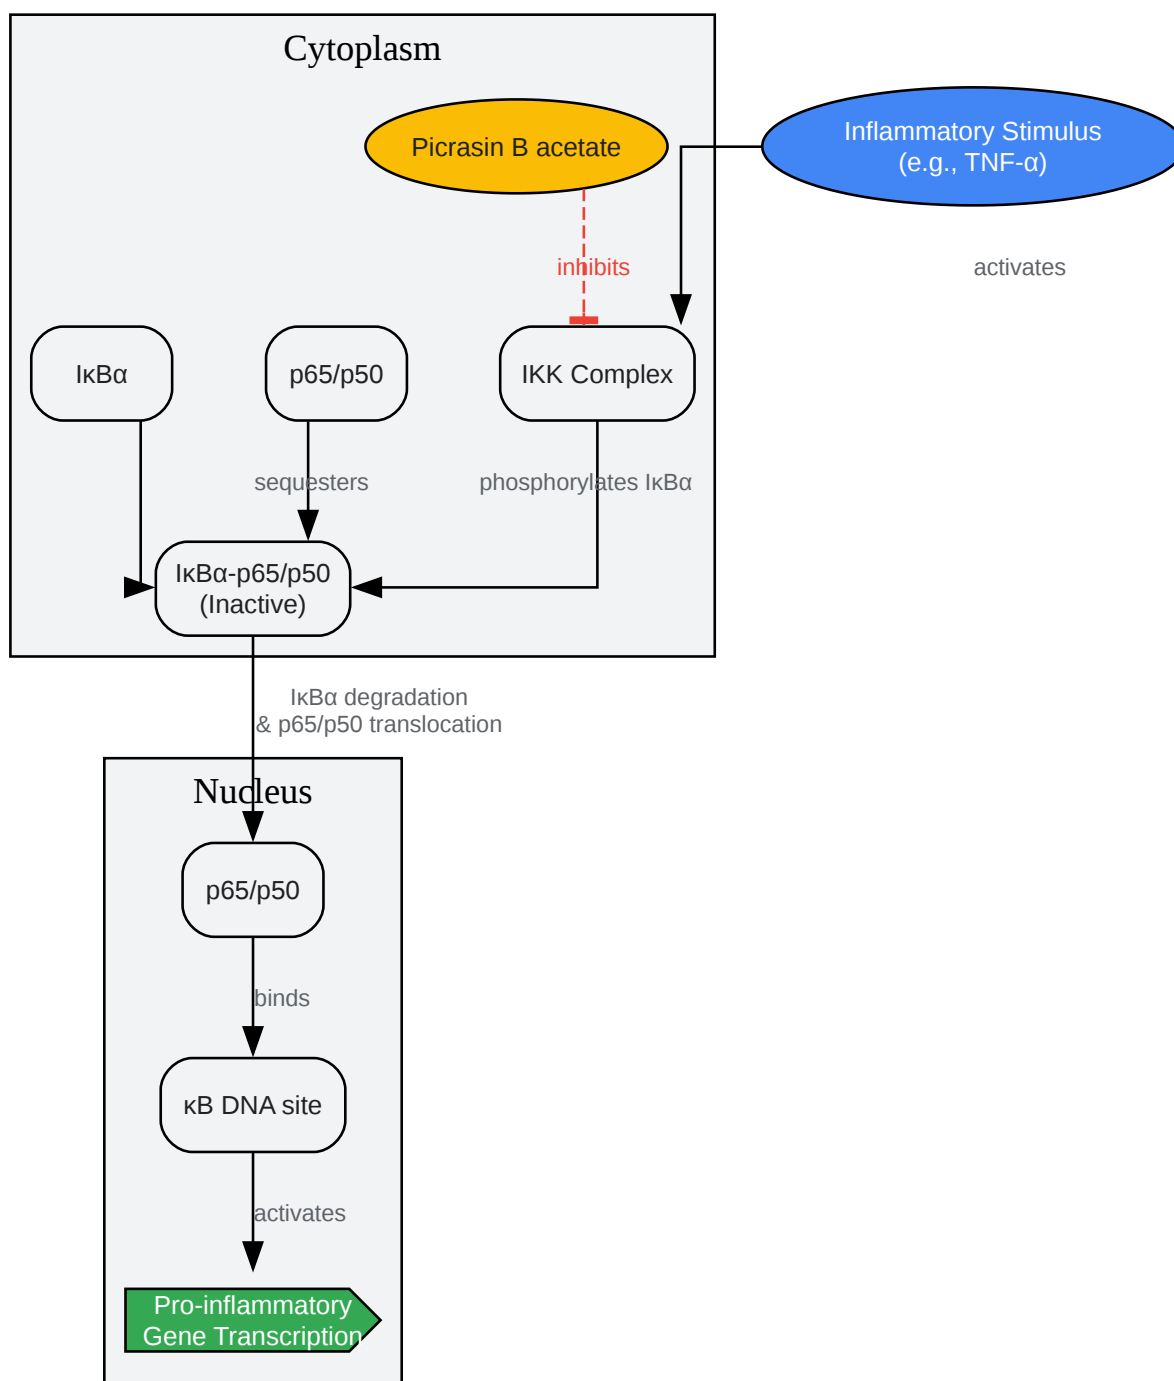 Cytoplasm
Picrasin B acetate
Inflammatory Stimulus
(e.g., TNF-α)
inhibits
activates
IκBα
p65/p50
IKK Complex
sequesters
phosphorylates IκBα
IκBα-p65/p50
(Inactive)
IκBα degradation
& p65/p50 translocation
Nucleus
p65/p50
binds
κB DNA site
activates
Pro-inflammatory
Gene Transcription